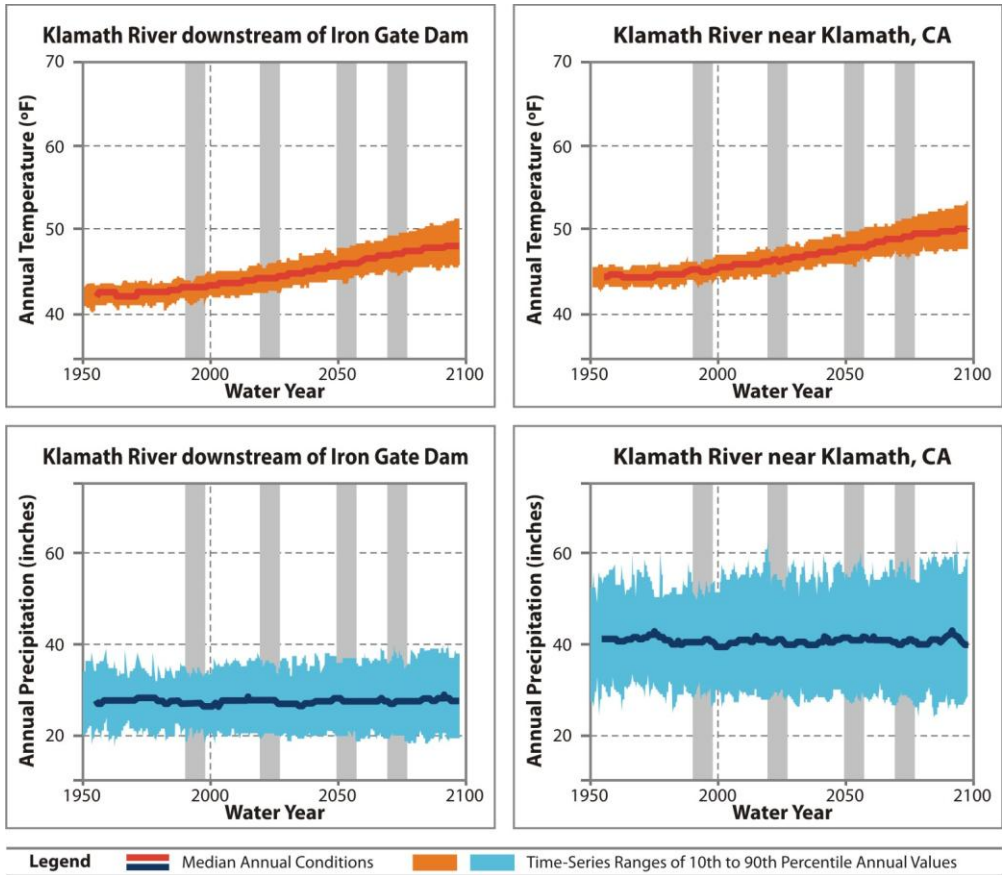 Klamath River downstream of Iron Gate Dam
Annual Temperature (ºF)
70
60
50
40
1950
2000
2050
2100
Water Year
Klamath River near Klamath, CA
Annual Temperature (ºF)
70
60
50
40
1950
2000
2050
2100
Water Year
Klamath River downstream of Iron Gate Dam
Annual Precipitation (inches)
60
40
20
1950
2000
2050
2100
Water Year
Klamath River near Klamath, CA
Annual Precipitation (inches)
60
40
20
1950
2000
2050
2100
Water Year
Legend
Median Annual Conditions
Time-Series Ranges of 10th to 90th Percentile Annual Values